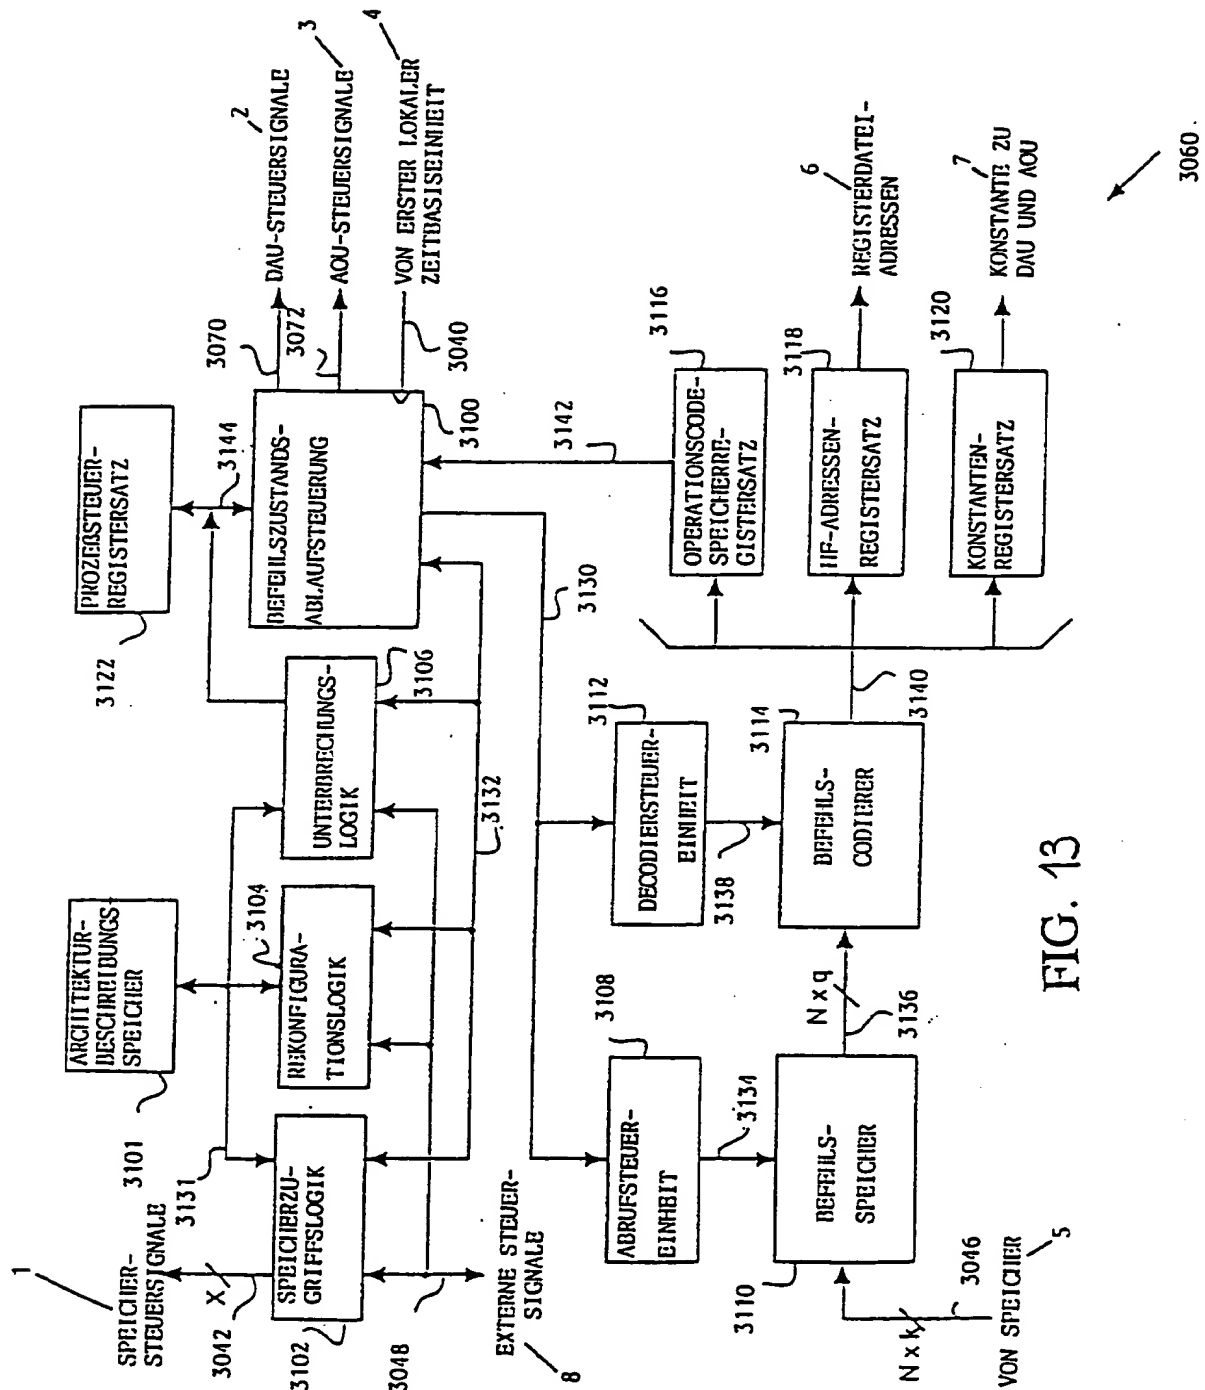 1
SPEICHER-
STEUERSIGNALE
3042
X
3131
3101
ARCHITEKTUR-
BESCHREIBUNGS-
SPEICHER
3122
PROZEẞSTEUER-
REGISTERSATZ
3144
3070
DAU-STEUERSIGNALE
2
3072
AOU-STEUERSIGNALE
3
VON ERSTER LOKALER
ZEITBASISEINHEIT
4
3040
3102
SPEICHERZU-
GRIFFSLOGIK
3104
REKONFIGURA-
TIONSLOGIK
UNTERBRECHUNGS-
LOGIK
3106
BEFEHLSZUSTANDS-
ABLAUFSTEUERUNG
3100
3048
EXTERNE STEUER-
SIGNALE
8
3132
3130
3142
3108
ABRUFSTEUER-
EINHEIT
3134
3112
DECODIERSTEUER-
EINHEIT
3138
OPERATIONSCODE-
SPEICHERRE-
GISTERSATZ
3116
3110
BEFEHLS-
SPEICHER
N x q
3136
BEFEHLS-
CODIERER
3114
3140
HF-ADRESSEN-
REGISTERSATZ
3118
REGISTERDATEI-
ADRESSEN
6
KONSTANTEN-
REGISTERSATZ
3120
KONSTANTE ZU
DAU UND AOU
7
N x k
3046
VON SPEICHER
5
3060
FIG. 13